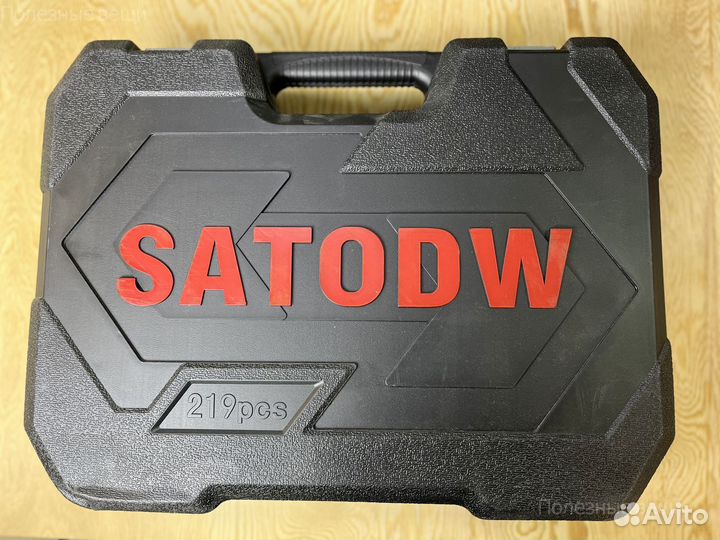 Полезные вещи
SATODW
219pcs
Полезные
Avito